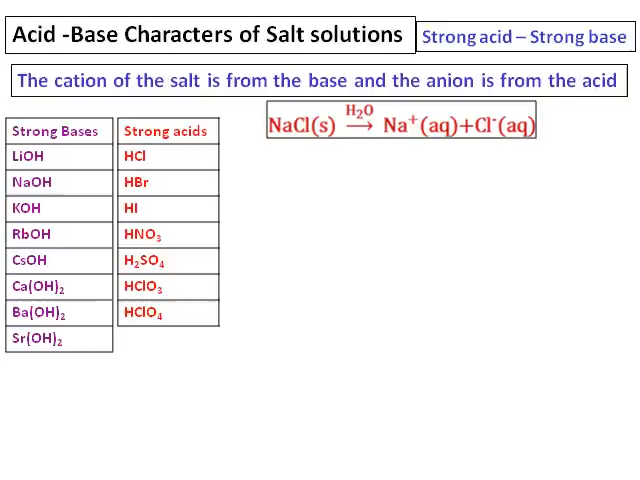 Acid -Base Characters of Salt solutions
Strong acid – Strong base
The cation of the salt is from the base and the anion is from the acid
NaCl(s) H₂O→ Na⁺(aq)+Cl⁻(aq)
Strong Bases Strong acids
LiOH HCl
NaOH HBr
KOH HI
RbOH HNO₃
CsOH H₂SO₄
Ca(OH)₂ HClO₃
Ba(OH)₂ HClO₄
Sr(OH)₂